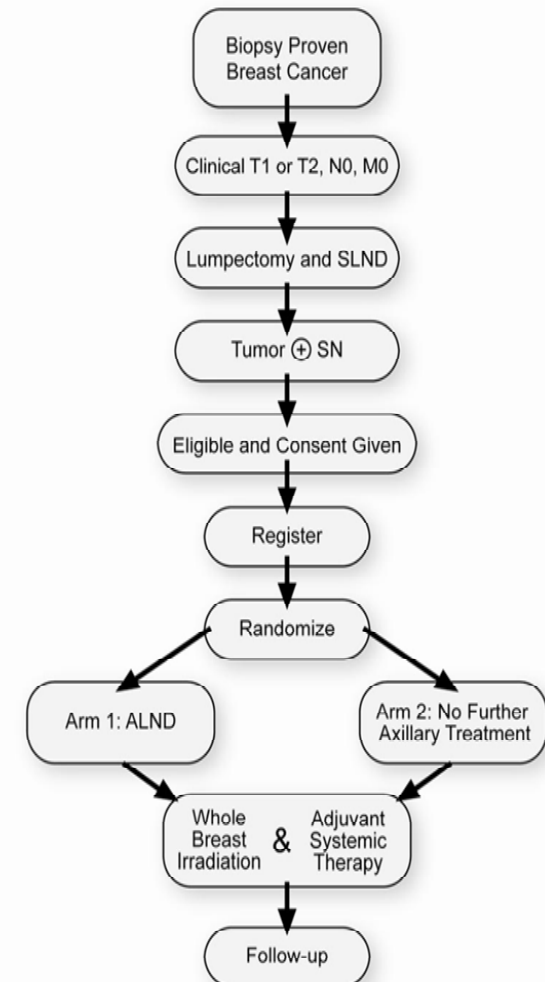 Biopsy Proven
Breast Cancer
Clinical T1 or T2, N0, M0
Lumpectomy and SLND
Tumor ⊕ SN
Eligible and Consent Given
Register
Randomize
Arm 1: ALND
Arm 2: No Further
Axillary Treatment
Whole
Breast
Irradiation
&
Adjuvant
Systemic
Therapy
Follow-up